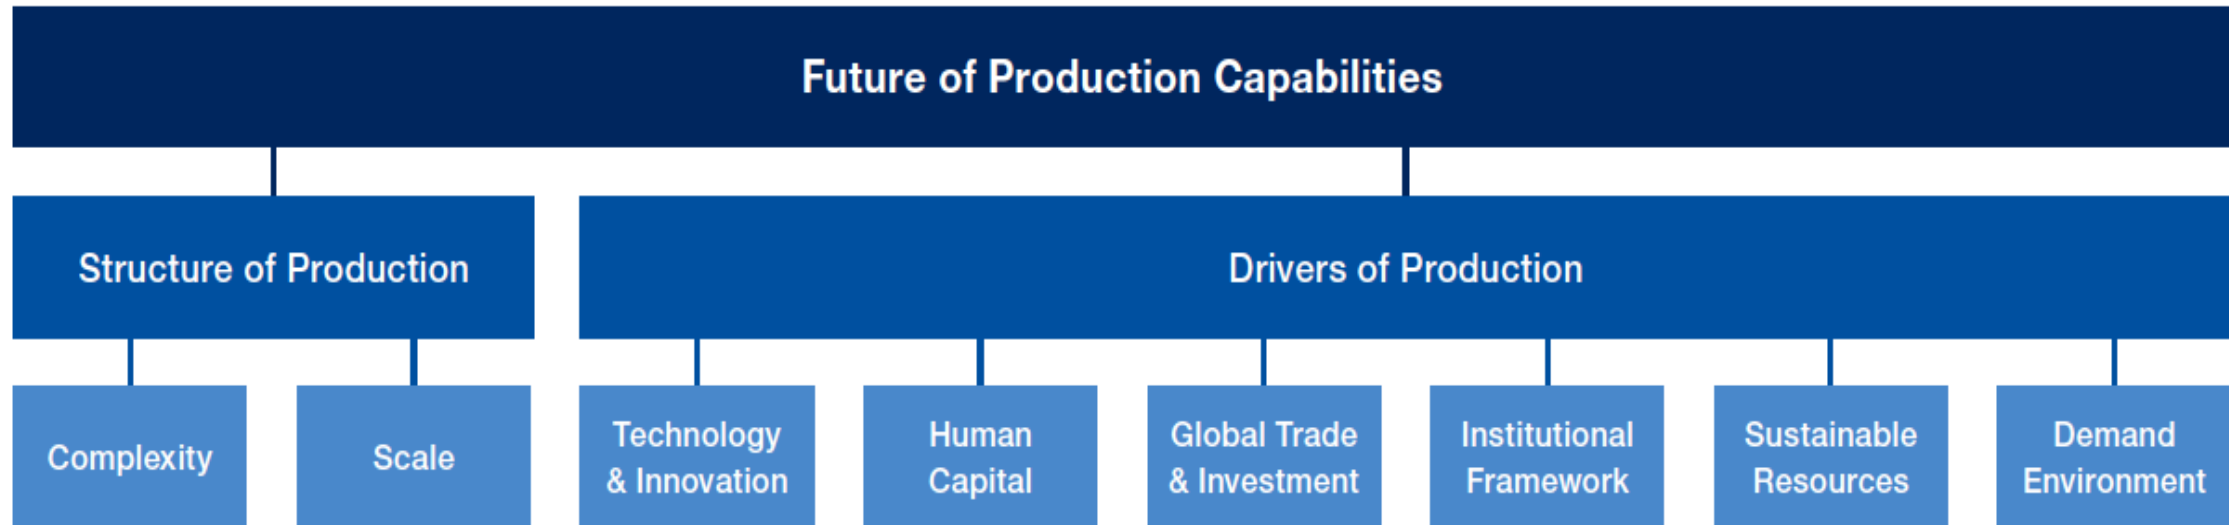 Future of Production Capabilities
Structure of Production
Drivers of Production
Complexity
Scale
Technology
& Innovation
Human
Capital
Global Trade
& Investment
Institutional
Framework
Sustainable
Resources
Demand
Environment